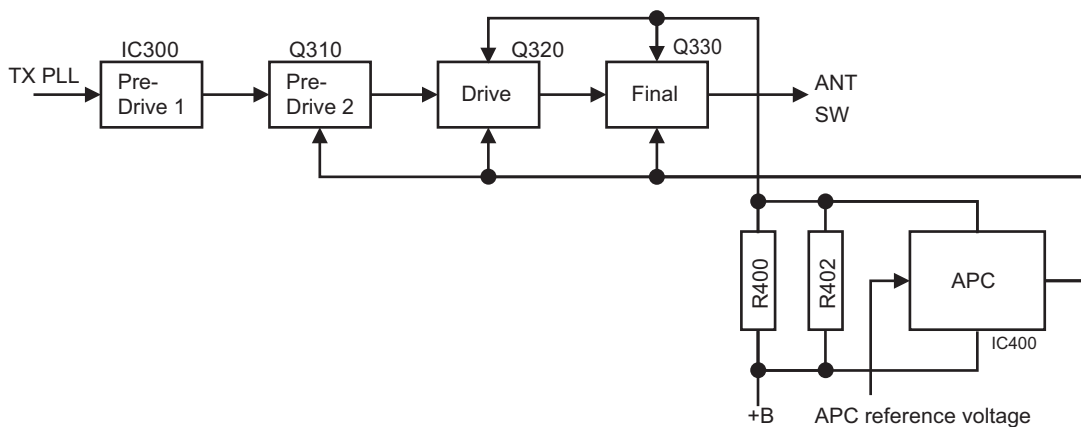 IC300
Q310
Q320
Q330
TX PLL
Pre-
Drive 1
Pre-
Drive 2
Drive
Final
ANT
SW
R400
R402
APC
IC400
+B
APC reference voltage